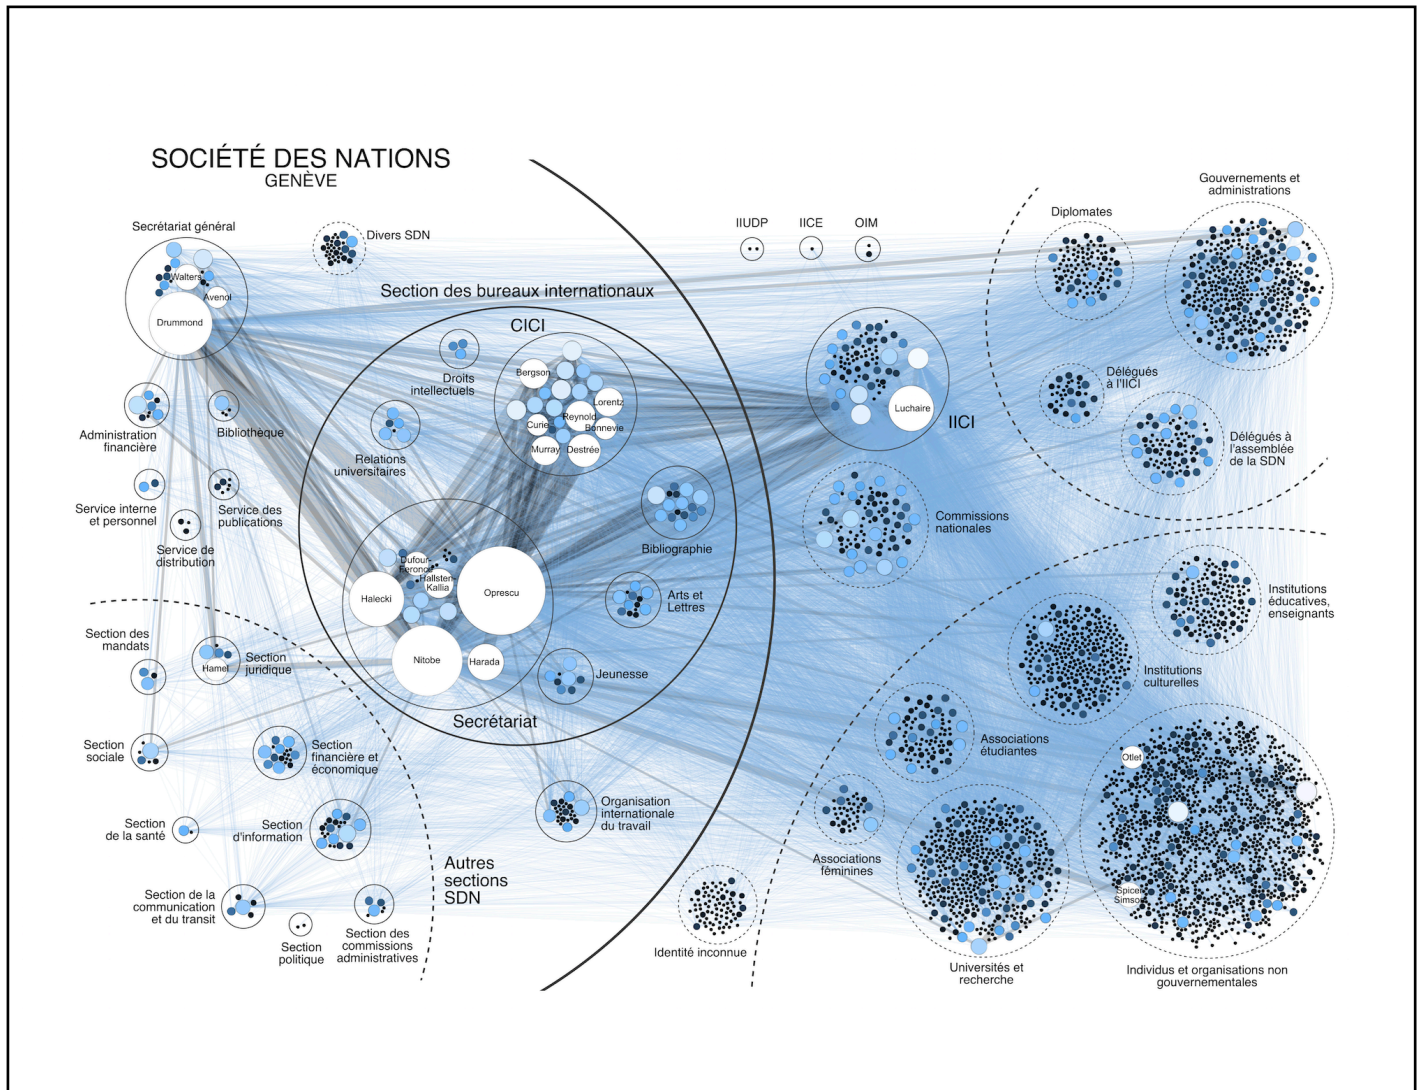 SOCIÉTÉ DES NATIONS
GENÈVE
Secrétariat général
Walters
Avenol
Drummond
Divers SDN
Section des bureaux internationaux
CICI
Droits
intellectuels
Bergson
Lorentz
Reynold
Curie
Bonnevie
Murray
Destrée
Relations
universitaires
Administration
financière
Bibliothèque
Service interne
et personnel
Service des
publications
Service de
distribution
Bibliographie
Dufour-
Feronce
Hallsten-
Kallia
Halecki
Oprescu
Nitobe
Harada
Arts et
Lettres
Jeunesse
Secrétariat
Section des
mandats
Hamel
Section
juridique
Section
sociale
Section
financière et
économique
Section
de la santé
Section
d'information
Section de la
communication
et du transit
Section
politique
Section des
commissions
administratives
Autres
sections
SDN
Organisation
internationale
du travail
IIUDP
IICE
OIM
Luchaire
IICI
Commissions
nationales
Diplomates
Gouvernements et
administrations
Délégués
à l'IICI
Délégués à
l'assemblée
de la SDN
Institutions
éducatives,
enseignants
Institutions
culturelles
Associations
étudiantes
Associations
féminines
Identité inconnue
Universités et
recherche
Otlet
Spicer
Simson
Individus et organisations non
gouvernementales